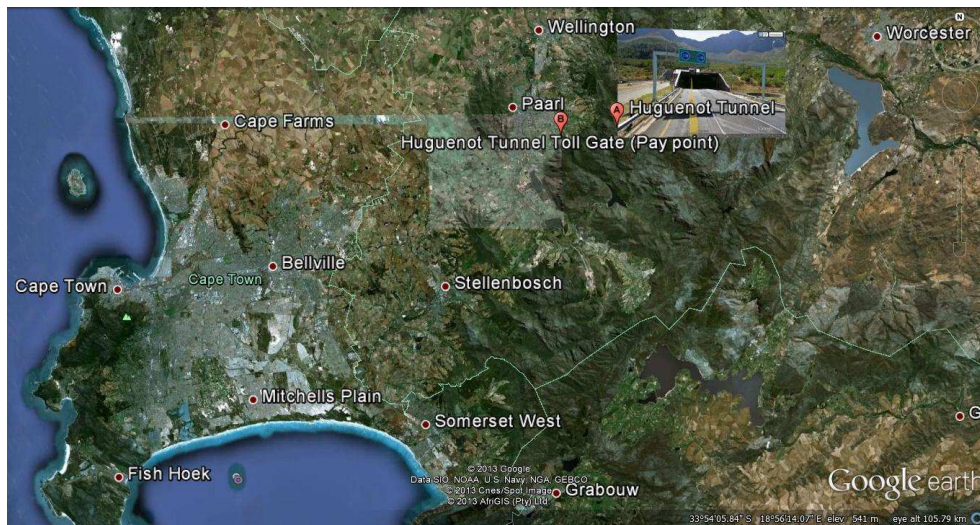 N
Wellington
Worcester
Paarl
A Huguenot Tunnel
Cape Farms
B
Huguenot Tunnel Toll Gate (Pay point)
Bellville
Cape Town
Cape Town
Stellenbosch
Mitchells Plain
Somerset West
G
Fish Hoek
© 2013 Google
Data SIO, NOAA, U.S. Navy, NGA, GEBCO
© 2013 Cnes/Spot Image
© 2013 AfriGIS (Pty) Ltd.
Grabouw
Google earth
33°54'05.84" S 18°56'14.07" E elev 541 m eye alt 105.79 km